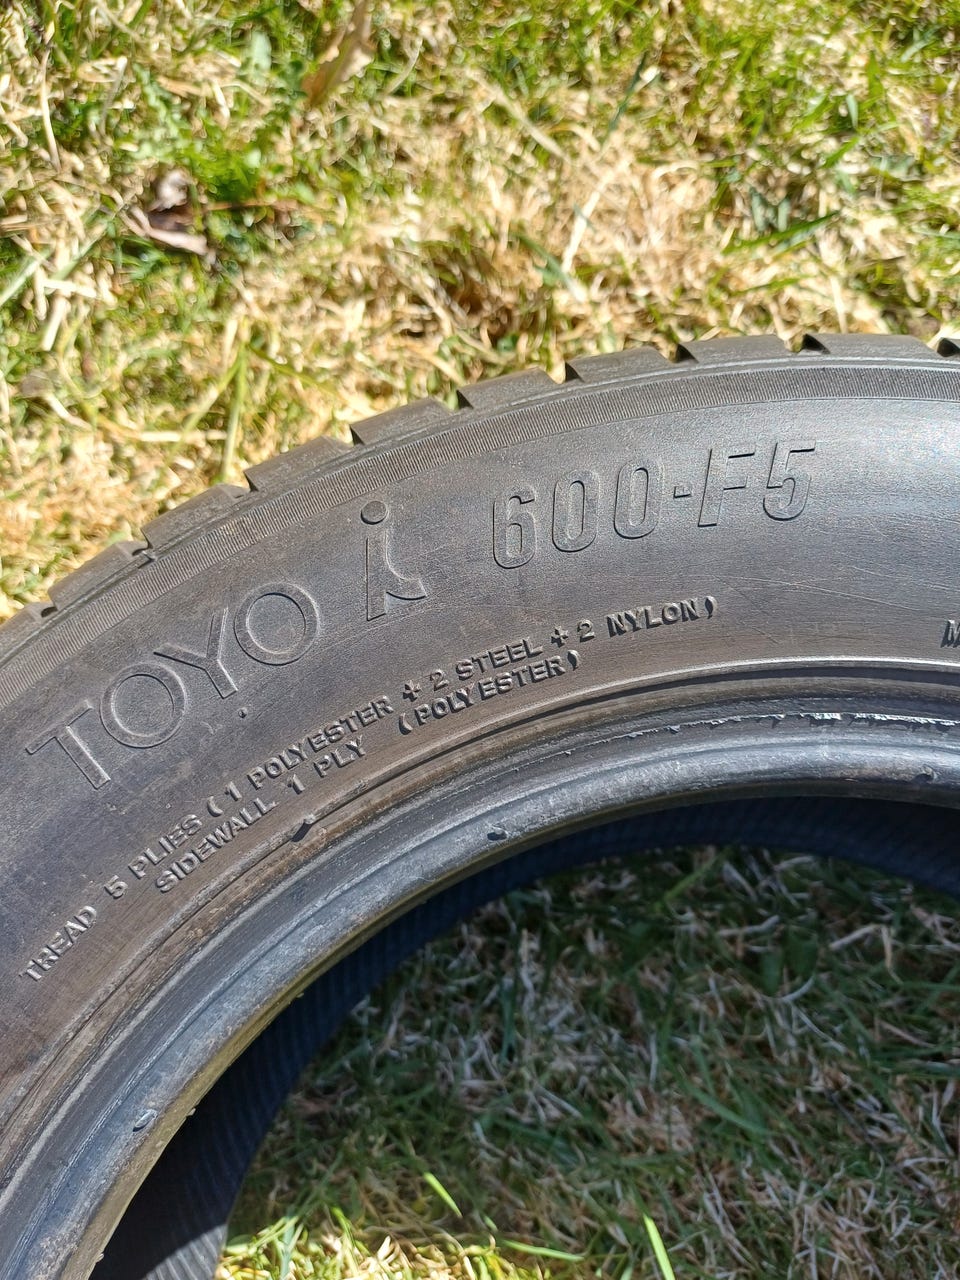 TOYO i 600-F5
TREAD 5 PLIES (1 POLYESTER + 2 STEEL + 2 NYLON)
SIDEWALL 1 PLY (POLYESTER)